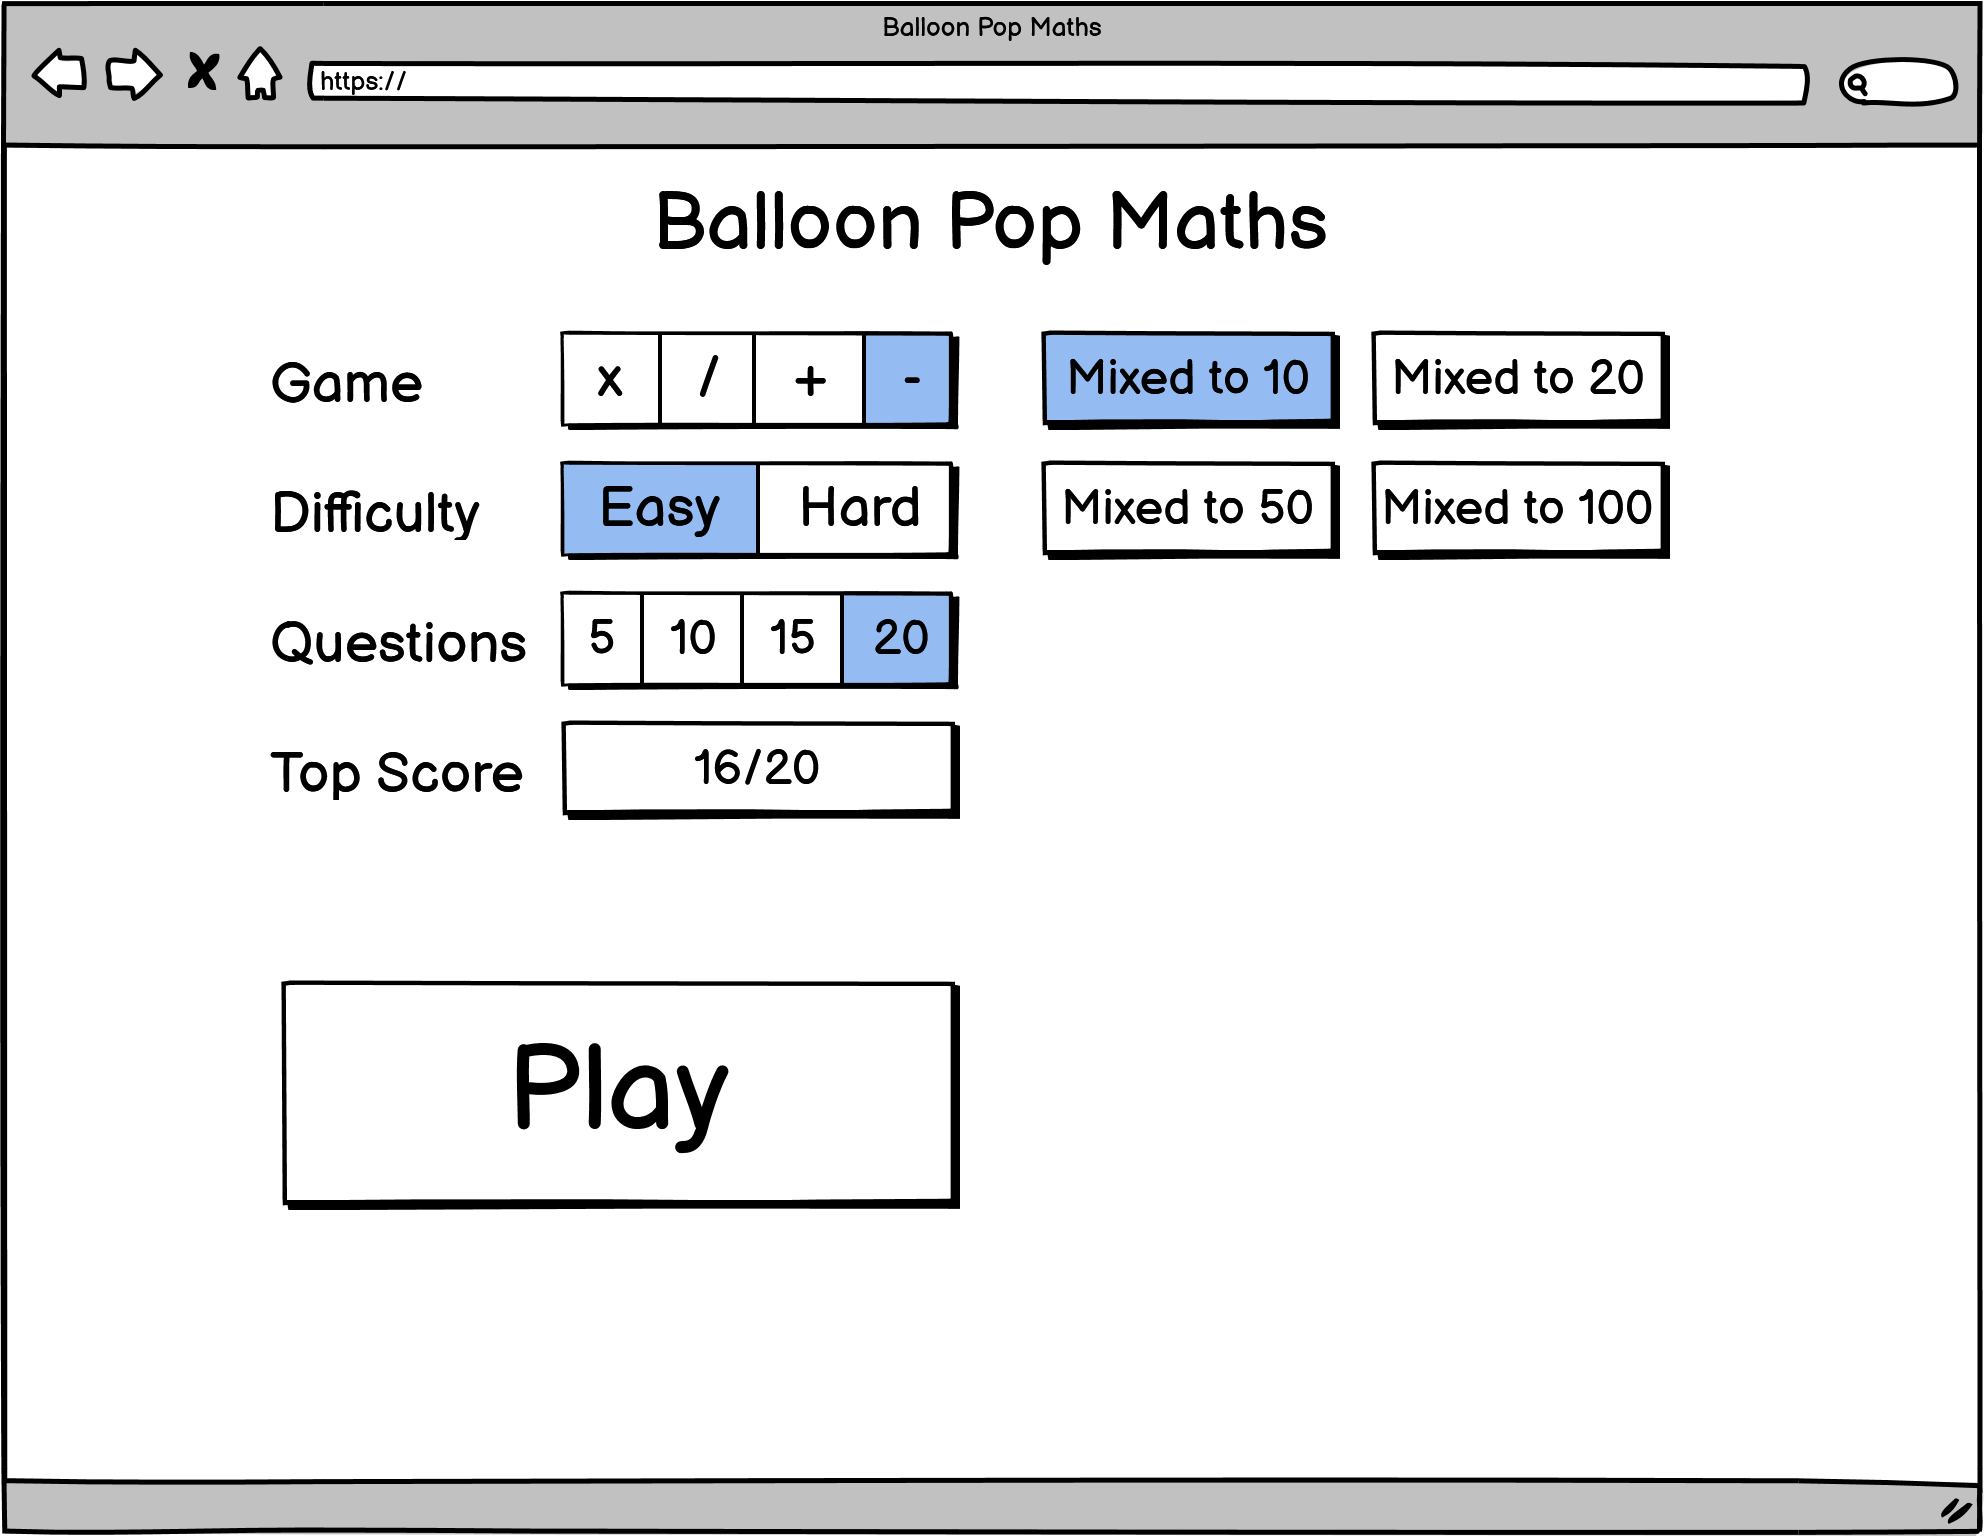 Balloon Pop Maths
https://
Balloon Pop Maths
Game x / + - Mixed to 10 Mixed to 20
Difficulty Easy Hard Mixed to 50 Mixed to 100
Questions 5 10 15 20
Top Score 16/20
Play